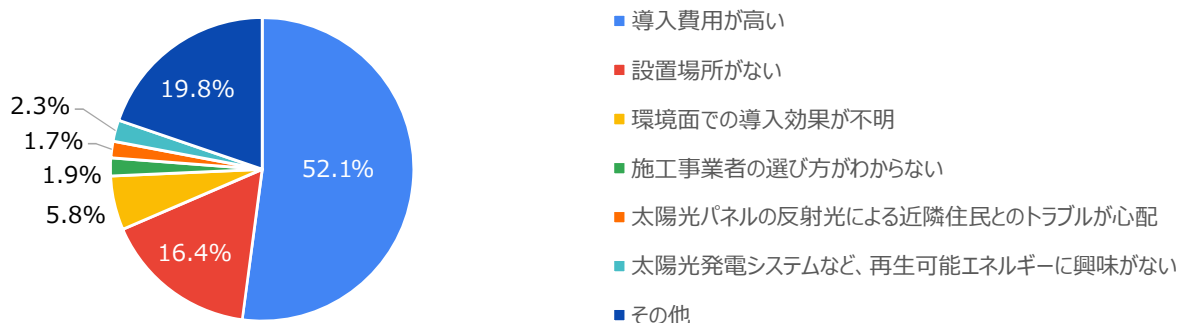 19.8%
2.3%
1.7%
1.9%
5.8%
16.4%
52.1%
導入費用が高い
設置場所がない
環境面での導入効果が不明
施工事業者の選び方がわからない
太陽光パネルの反射光による近隣住民とのトラブルが心配
太陽光発電システムなど、再生可能エネルギーに興味がない
その他